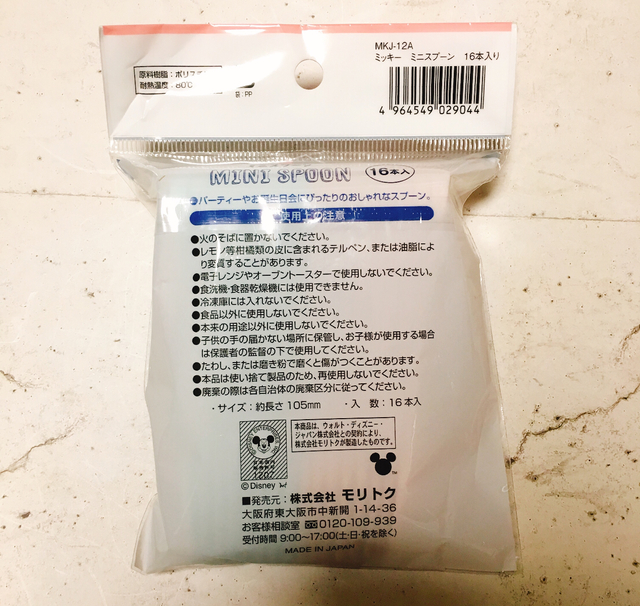 MKJ-12A
ミッキー ミニスプーン 16本入り
原料樹脂:ポリス
耐熱温度:80℃
袋:PP
4 964549 029044
MINI SPOON 16本入
●パーティーやお誕生日会にぴったりのおしゃれなスプーン。
使用上の注意
●火のそばに置かないでください。
●レモン等柑橘類の皮に含まれるテルペン、または油脂によ
り変質することがあります。
●電子レンジやオーブントースターで使用しないでください。
●食洗機・食器乾燥機には使用できません。
●冷凍庫には入れないでください。
●食品以外に使用しないでください。
●本来の用途以外に使用しないでください。
●子供の手の届かない場所に保管し、お子様が使用する場合
は保護者の監督の下で使用してください。
●たわし、または磨き粉で磨くと傷がつくことがあります。
●本品は使い捨て製品のため、再使用しないでください。
●廃棄の際は各自治体の廃棄区分に従ってください。
・サイズ:約長さ105mm ・入 数:16本入
本商品は、ウォルト・ディズニー・
ジャパン株式会社との契約により、
株式会社モリトクが製造したものです。
1207
©Disney
TM
■発売元:株式会社 モリトク
大阪府東大阪市中新開1-14-36
お客様相談室 0120-109-939
受付時間 9:00~17:00(土・日・祝を除く)
MADE IN JAPAN